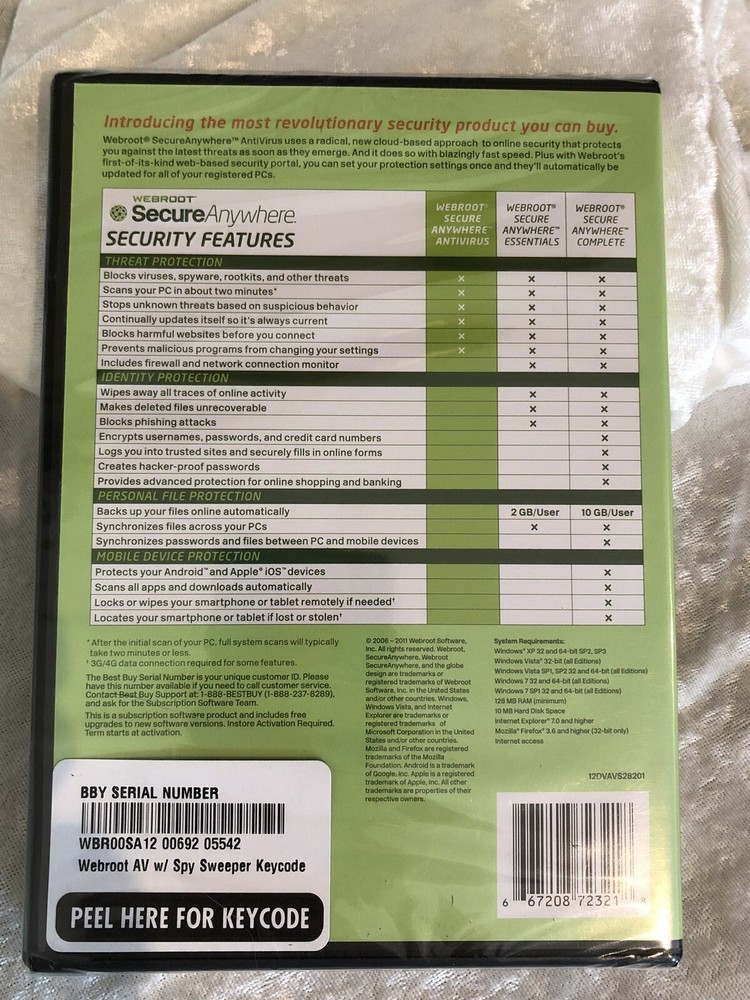 Introducing the most revolutionary security product you can buy.
Webroot® SecureAnywhere™ AntiVirus uses a radical, new cloud-based approach to online security that protects
you against the latest threats as soon as they emerge. And it does so with blazingly fast speed. Plus with Webroot's
first-of-its-kind web-based security portal, you can set your protection settings once and they'll automatically be
updated for all of your registered PCs.
WEBROOT™
SecureAnywhere.
SECURITY FEATURES
WEBROOT® SECURE ANYWHERE™ ANTIVIRUS
WEBROOT® SECURE ANYWHERE™ ESSENTIALS
WEBROOT® SECURE ANYWHERE™ COMPLETE
THREAT PROTECTION
Blocks viruses, spyware, rootkits, and other threats x x x
Scans your PC in about two minutes* x x x
Stops unknown threats based on suspicious behavior x x x
Continually updates itself so it's always current x x x
Blocks harmful websites before you connect x x x
Prevents malicious programs from changing your settings x x x
Includes firewall and network connection monitor x x
IDENTITY PROTECTION
Wipes away all traces of online activity x x
Makes deleted files unrecoverable x x
Blocks phishing attacks x x
Encrypts usernames, passwords, and credit card numbers x
Logs you into trusted sites and securely fills in online forms x
Creates hacker-proof passwords x
Provides advanced protection for online shopping and banking x
PERSONAL FILE PROTECTION
Backs up your files online automatically 2 GB/User 10 GB/User
Synchronizes files across your PCs x x
Synchronizes passwords and files between PC and mobile devices x
MOBILE DEVICE PROTECTION
Protects your Android™ and Apple® iOS™ devices x
Scans all apps and downloads automatically x
Locks or wipes your smartphone or tablet remotely if needed† x
Locates your smartphone or tablet if lost or stolen† x
* After the initial scan of your PC, full system scans will typically
take two minutes or less.
† 3G/4G data connection required for some features.
The Best Buy Serial Number is your unique customer ID. Please
have this number available if you need to call customer service.
Contact Best Buy Support at: 1-888-BESTBUY (1-888-237-8289),
and ask for the Subscription Software Team.
This is a subscription software product and includes free
upgrades to new software versions. Instore Activation Required.
Term starts at activation.
© 2006 – 2011 Webroot Software,
Inc. All rights reserved. Webroot,
SecureAnywhere, Webroot
SecureAnywhere, and the globe
design are trademarks or
registered trademarks of Webroot
Software, Inc. in the United States
and/or other countries. Windows,
Windows Vista, and Internet
Explorer are trademarks or
registered trademarks of
Microsoft Corporation in the United
States and/or other countries.
Mozilla and Firefox are registered
trademarks of the Mozilla
Foundation. Android is a trademark
of Google, Inc. Apple is a registered
trademark of Apple, Inc. All other
trademarks are properties of their
respective owners.
System Requirements:
Windows® XP 32 and 64-bit SP2, SP3
Windows Vista® 32-bit (all Editions)
Windows Vista SP1, SP2 32 and 64-bit (all Editions)
Windows 7 32 and 64-bit (all Editions)
Windows 7 SP1 32 and 64-bit (all Editions)
128 MB RAM (minimum)
10 MB Hard Disk Space
Internet Explorer® 7.0 and higher
Mozilla® Firefox® 3.6 and higher (32-bit only)
Internet access
12DVAVS28201
BBY SERIAL NUMBER
WBR00SA12 00692 05542
Webroot AV w/ Spy Sweeper Keycode
PEEL HERE FOR KEYCODE
6 67208 72321 8